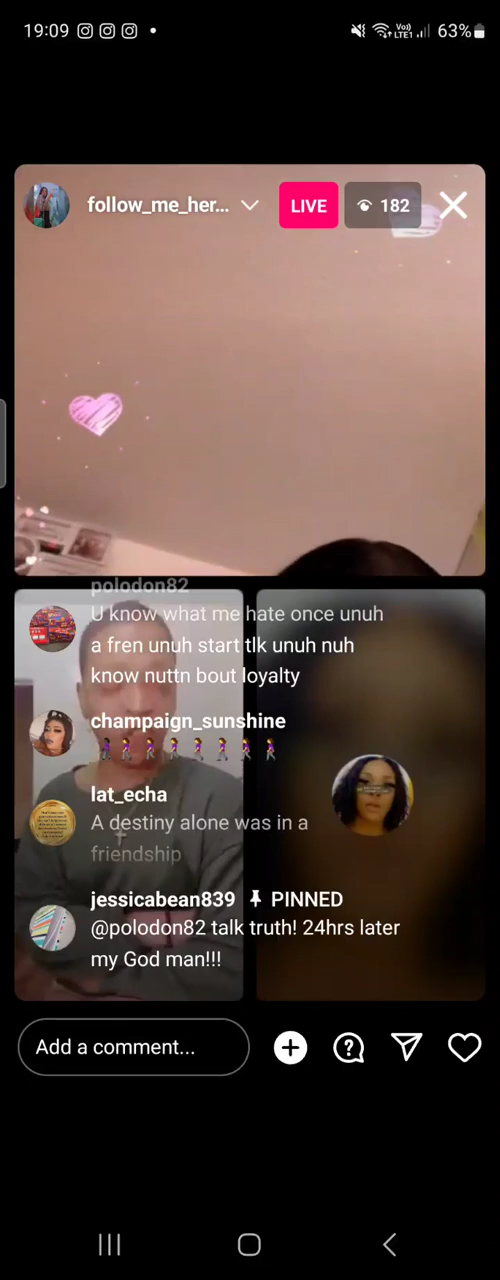 19:09
Vo))
LTE1
63%
follow_me_her...
LIVE
182
polodon82
U know what me hate once unuh
a fren unuh start tlk unuh nuh
know nuttn bout loyalty
champaign_sunshine
lat_echa
A destiny alone was in a
friendship
jessicabean839 PINNED
@polodon82 talk truth! 24hrs later
my God man!!!
Add a comment...